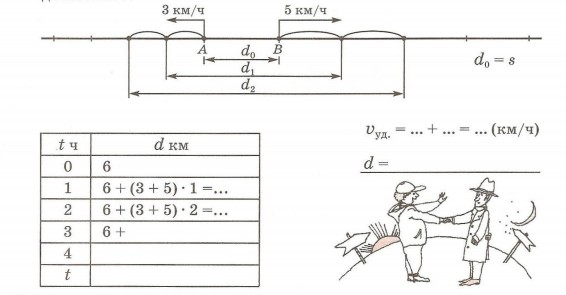 3 км/ч 5 км/ч
A d₀ B
d₁
d₂
d₀ = s
v уд. = ... + ... = ... (км/ч)
d =
t ч d км
0 6
1 6 + (3 + 5) · 1 =...
2 6 + (3 + 5) · 2 =...
3 6 +
4
t
A